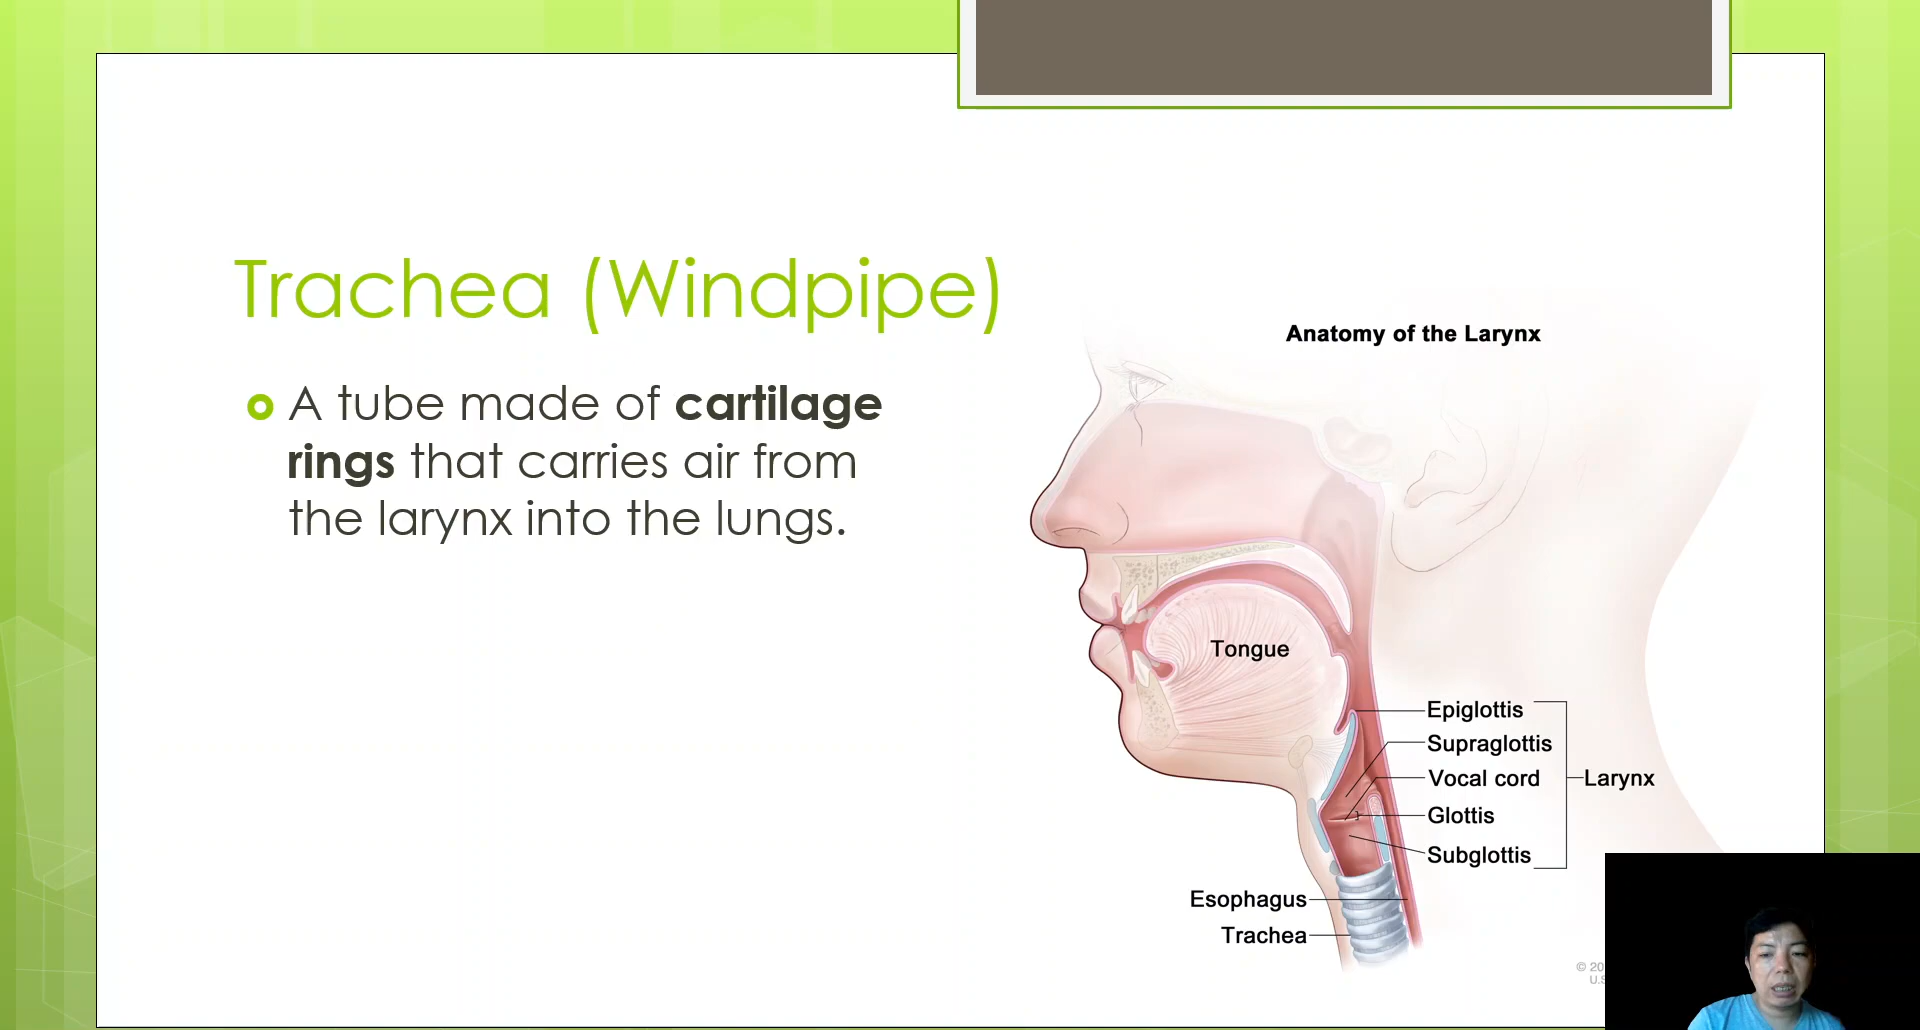 Trachea (Windpipe)
A tube made of cartilage
rings that carries air from
the larynx into the lungs.
Anatomy of the Larynx
Tongue
Epiglottis
Supraglottis
Vocal cord
Larynx
Glottis
Subglottis
Esophagus
Trachea
© 20
U.S